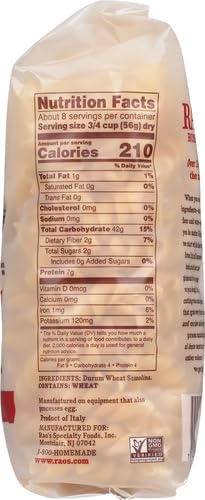 Nutrition Facts
About 8 servings per container
Serving size 3/4 cup (56g) dry
Amount per serving
Calories 210
% Daily Value*
Total Fat 1g 1%
Saturated Fat 0g 0%
Trans Fat 0g
Cholesterol 0mg 0%
Sodium 0mg 0%
Total Carbohydrate 42g 15%
Dietary Fiber 2g 7%
Total Sugars 2g
Includes 0g Added Sugars 0%
Protein 7g
Vitamin D 0mcg 0%
Calcium 0mg 0%
Iron 1mg 6%
Potassium 120mg 2%
* The % Daily Value (DV) tells you how much a
nutrient in a serving of food contributes to a daily
diet. 2,000 calories a day is used for general
nutrition advice.
Calories per gram:
Fat 9 • Carbohydrate 4 • Protein 4
INGREDIENTS: Durum Wheat Semolina.
CONTAINS: WHEAT
Manufactured on equipment that also
processes egg.
Product of Italy
MANUFACTURED FOR:
Rao's Specialty Foods, Inc.
Montclair, NJ 07042
1-800-HOMEMADE
www.raos.com
NON
GMO
Project
VERIFIED